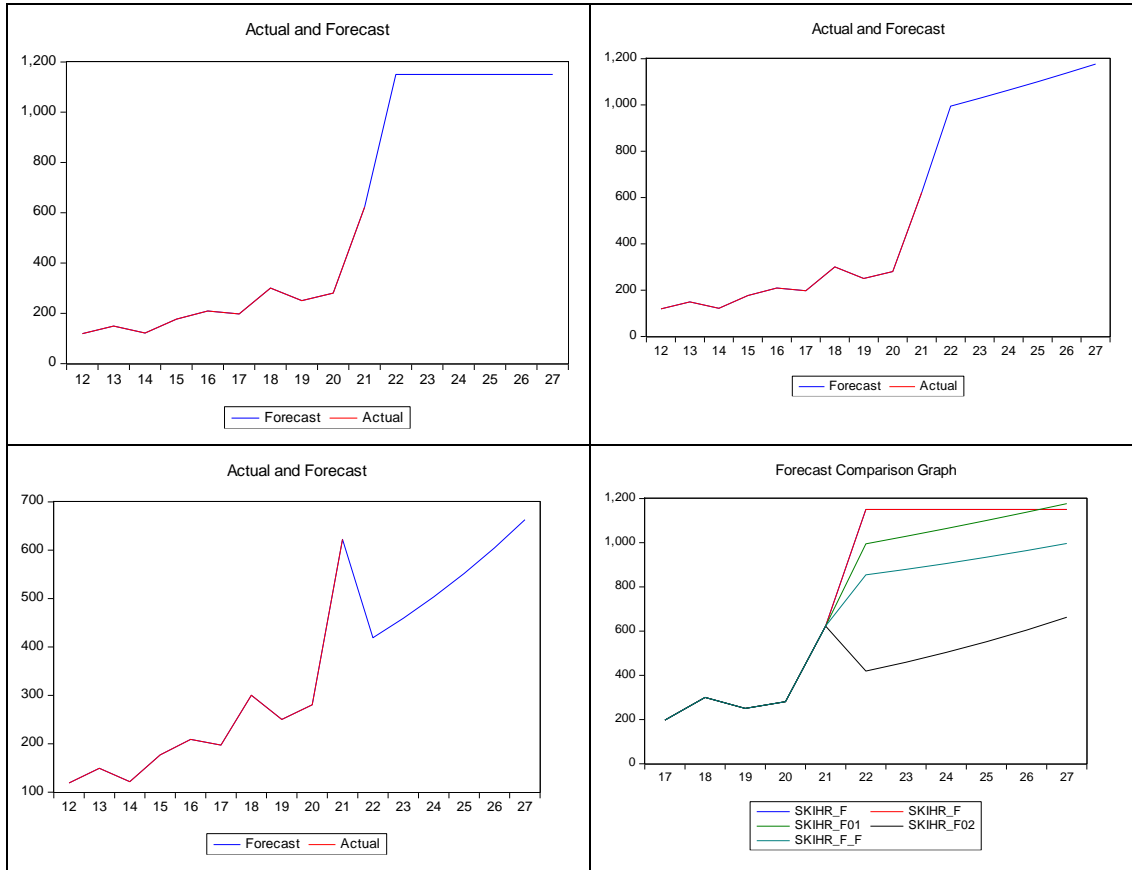 Actual and Forecast
1,200
1,000
800
600
400
200
0
12 13 14 15 16 17 18 19 20 21 22 23 24 25 26 27
Forecast Actual
Actual and Forecast
1,200
1,000
800
600
400
200
0
12 13 14 15 16 17 18 19 20 21 22 23 24 25 26 27
Forecast Actual
Actual and Forecast
700
600
500
400
300
200
100
12 13 14 15 16 17 18 19 20 21 22 23 24 25 26 27
Forecast Actual
Forecast Comparison Graph
1,200
1,000
800
600
400
200
0
17 18 19 20 21 22 23 24 25 26 27
SKIHR_F SKIHR_F
SKIHR_F01 SKIHR_F02
SKIHR_F_F